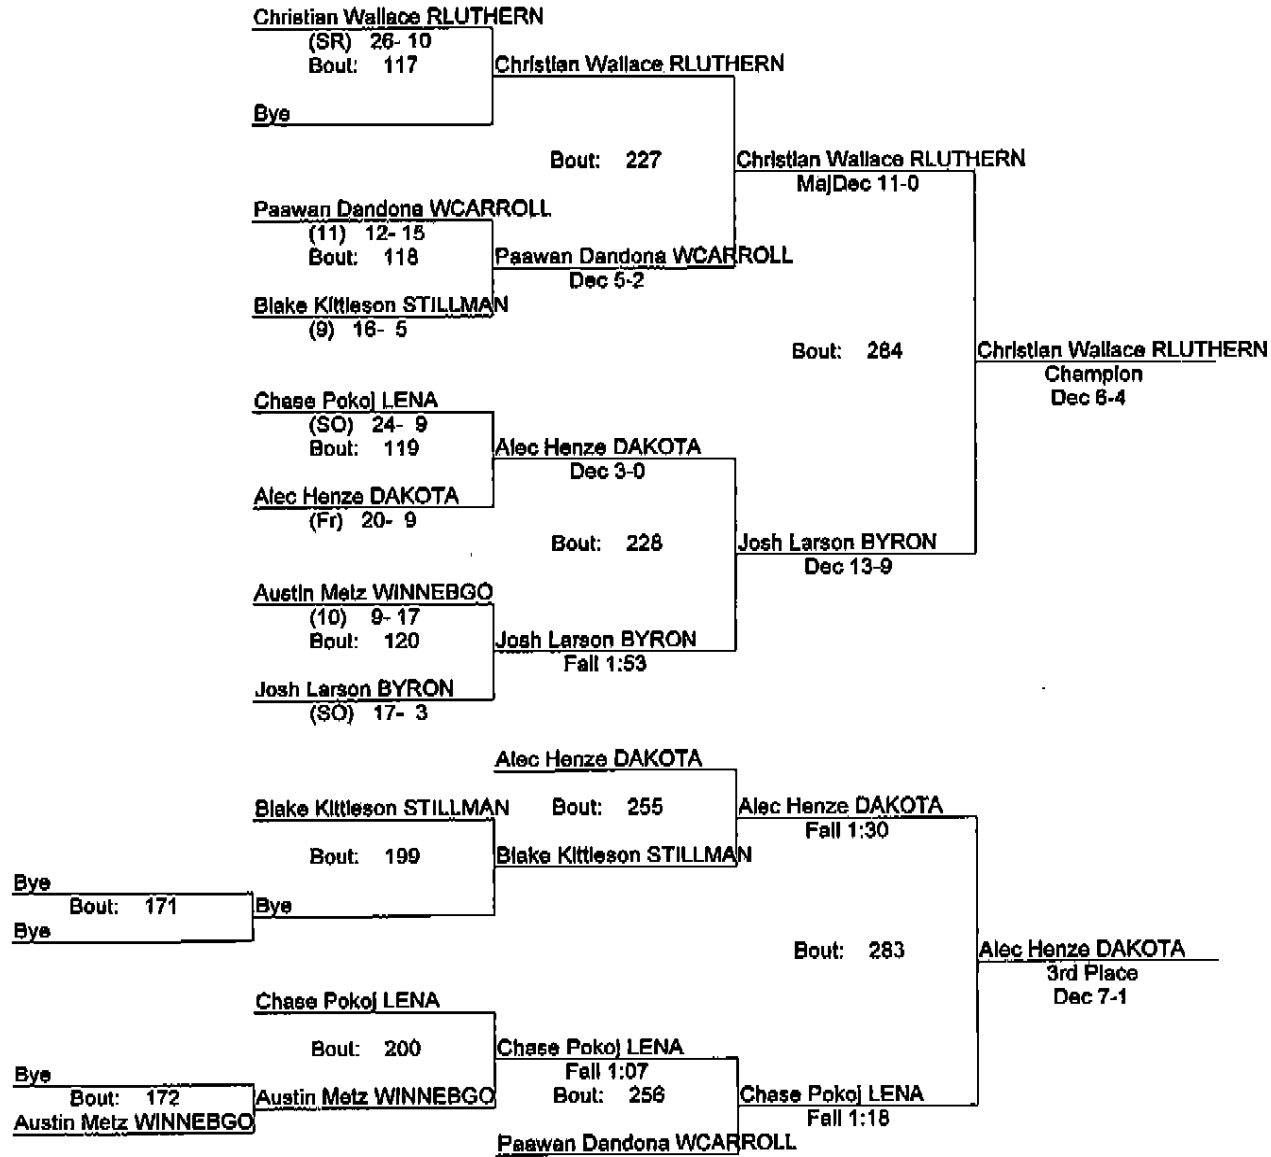 Christian Wallace RLUTHERN
(SR) 26- 10
Bout: 117
Christian Wallace RLUTHERN
Bye
Bout: 227
Christian Wallace RLUTHERN
MajDec 11-0
Paawan Dandona WCARROLL
(11) 12- 15
Bout: 118
Paawan Dandona WCARROLL
Dec 5-2
Blake Kittleson STILLMAN
(9) 16- 5
Bout: 284
Christian Wallace RLUTHERN
Champion
Dec 6-4
Chase Pokoj LENA
(SO) 24- 9
Bout: 119
Alec Henze DAKOTA
Dec 3-0
Alec Henze DAKOTA
(Fr) 20- 9
Bout: 228
Josh Larson BYRON
Dec 13-9
Austin Metz WINNEBGO
(10) 9- 17
Bout: 120
Josh Larson BYRON
Fall 1:53
Josh Larson BYRON
(SO) 17- 3
Alec Henze DAKOTA
Blake Kittleson STILLMAN
Bout: 255
Alec Henze DAKOTA
Fall 1:30
Bout: 199
Blake Kittleson STILLMAN
Bye
Bout: 171
Bye
Bye
Bout: 283
Alec Henze DAKOTA
3rd Place
Dec 7-1
Chase Pokoj LENA
Bout: 200
Chase Pokoj LENA
Fall 1:07
Bye
Bout: 172
Austin Metz WINNEBGO
Bout: 256
Chase Pokoj LENA
Fall 1:18
Austin Metz WINNEBGO
Paawan Dandona WCARROLL